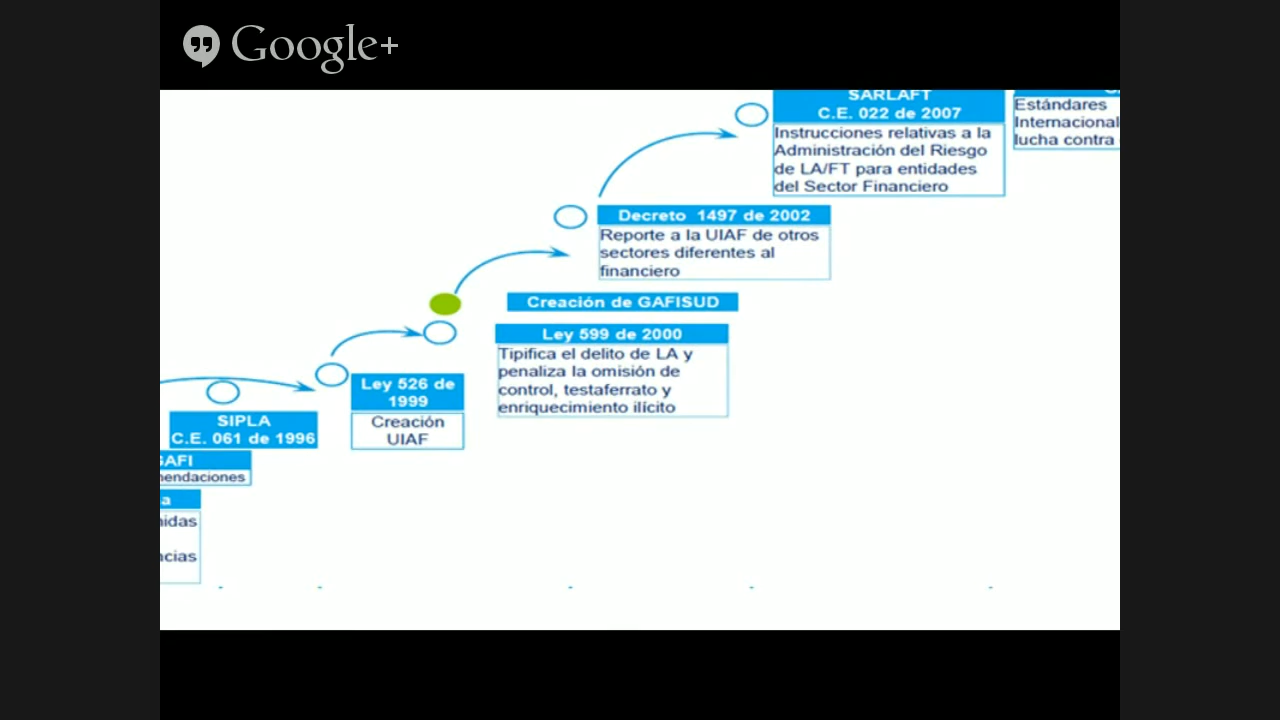 Google+
SARLAFT
C.E. 022 de 2007
Instrucciones relativas a la
Administración del Riesgo
de LA/FT para entidades
del Sector Financiero
Estándares
Internacional
lucha contra
Decreto 1497 de 2002
Reporte a la UIAF de otros
sectores diferentes al
financiero
Creación de GAFISUD
Ley 599 de 2000
Tipifica el delito de LA y
penaliza la omisión de
control, testaferrato y
enriquecimiento ilícito
Ley 526 de
1999
Creación
UIAF
SIPLA
C.E. 061 de 1996
GAFI
mendaciones
a
nidas
ncias